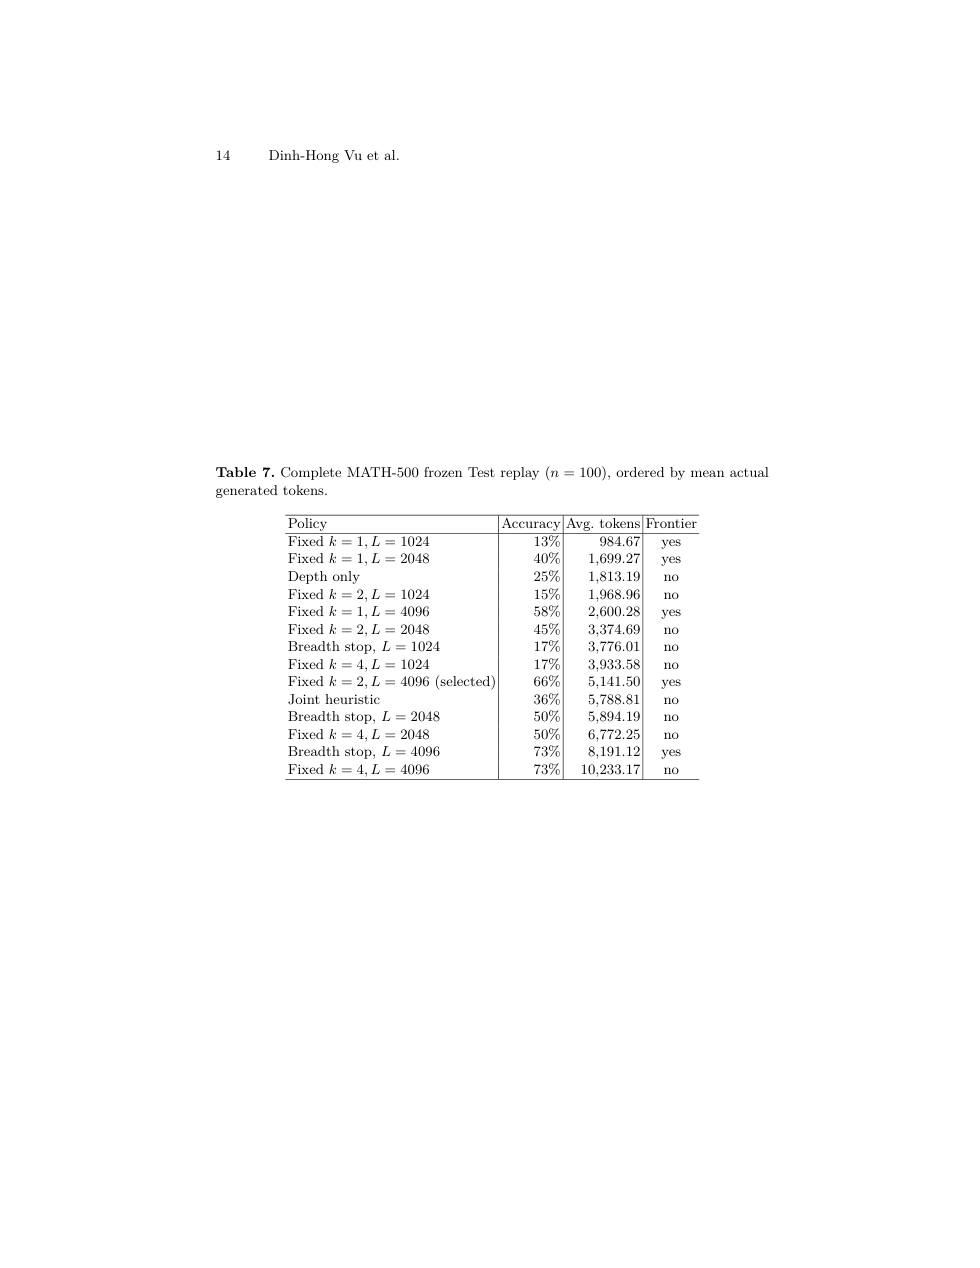 14 Dinh-Hong Vu et al.
Table 7. Complete MATH-500 frozen Test replay (n = 100), ordered by mean actual
generated tokens.
Policy Accuracy Avg. tokens Frontier
Fixed k = 1, L = 1024 13% 984.67 yes
Fixed k = 1, L = 2048 40% 1,699.27 yes
Depth only 25% 1,813.19 no
Fixed k = 2, L = 1024 15% 1,968.96 no
Fixed k = 1, L = 4096 58% 2,600.28 yes
Fixed k = 2, L = 2048 45% 3,374.69 no
Breadth stop, L = 1024 17% 3,776.01 no
Fixed k = 4, L = 1024 17% 3,933.58 no
Fixed k = 2, L = 4096 (selected) 66% 5,141.50 yes
Joint heuristic 36% 5,788.81 no
Breadth stop, L = 2048 50% 5,894.19 no
Fixed k = 4, L = 2048 50% 6,772.25 no
Breadth stop, L = 4096 73% 8,191.12 yes
Fixed k = 4, L = 4096 73% 10,233.17 no